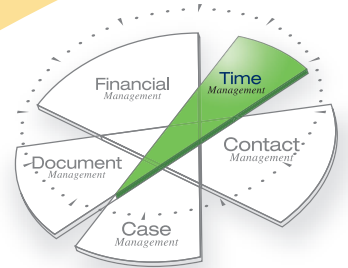 Financial
Management
Time
Management
Contact
Management
Document
Management
Case
Management